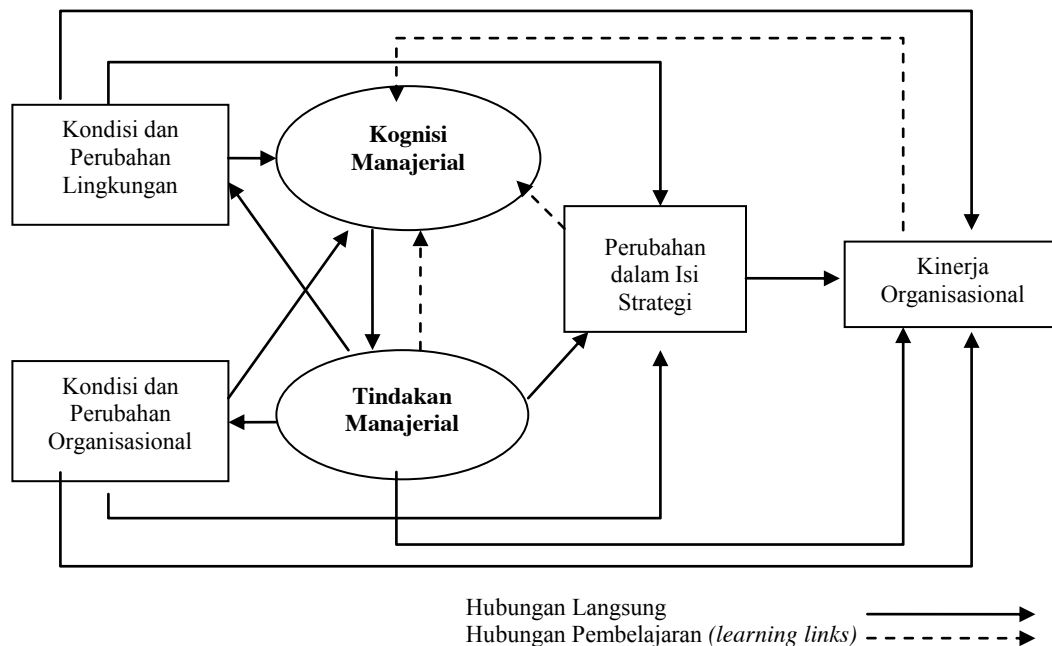 Kondisi dan
Perubahan
Lingkungan
Kognisi
Manajerial
Perubahan
dalam Isi
Strategi
Kinerja
Organisasional
Kondisi dan
Perubahan
Organisasional
Tindakan
Manajerial
Hubungan Langsung
Hubungan Pembelajaran (learning links)